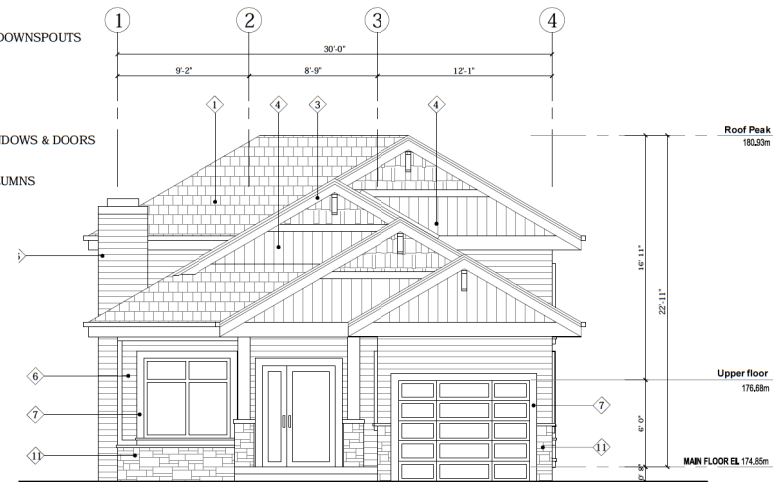 1 2 3 4
DOWNSPOUTS
30'-0"
9'-2" 8'-9" 12'-1"
1 4 3 4
Roof Peak
180.93m
NDOWS & DOORS
UMNS
16' 11"
22'-11"
6
7
11
7
11
Upper floor
176.68m
6' 0"
MAIN FLOOR EL 174.85m